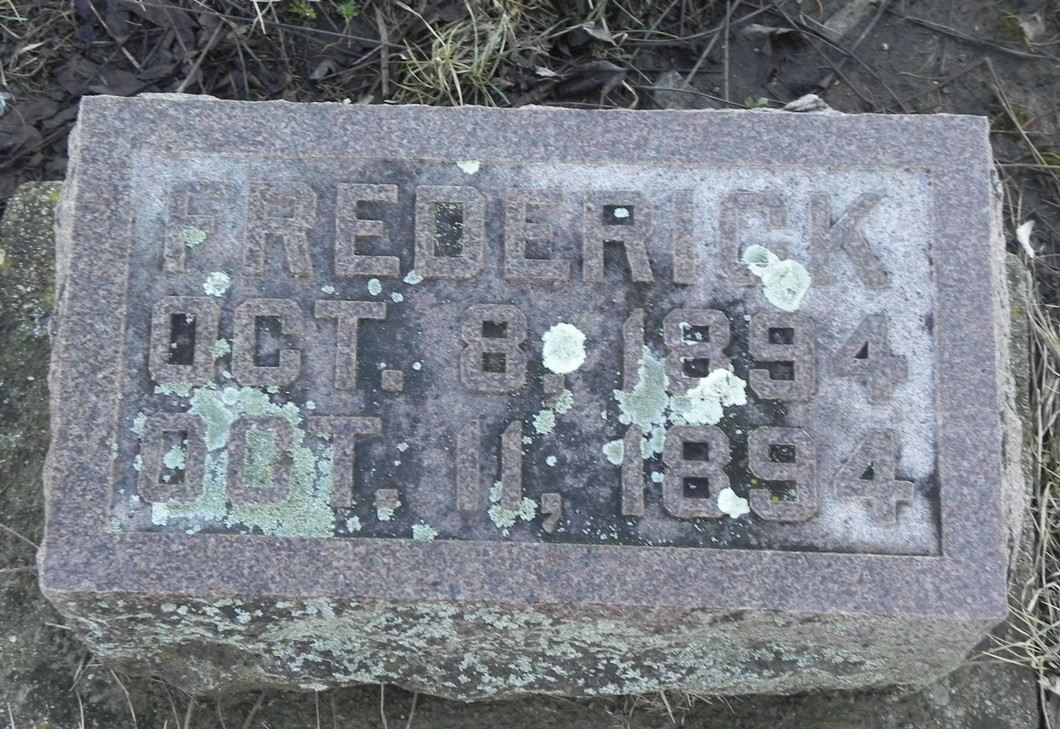 FREDERICK
OCT. 8, 1894
OCT. 11, 1894